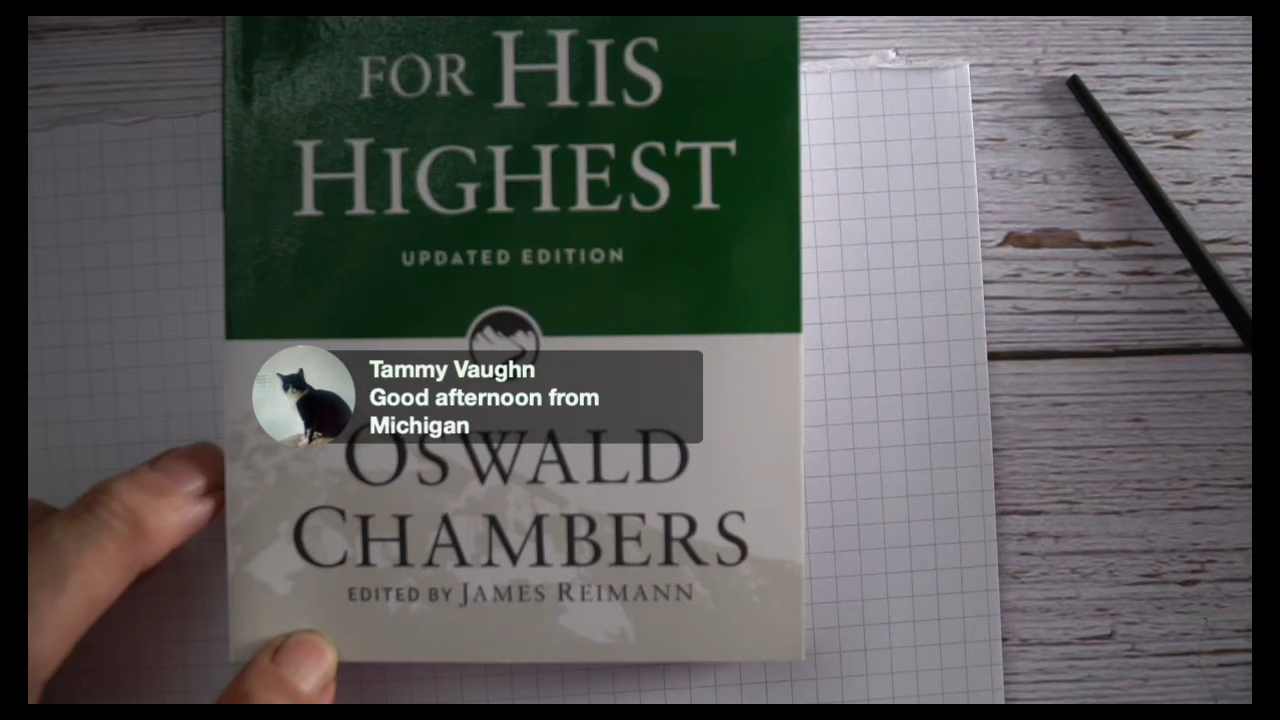 FOR HIS
HIGHEST
UPDATED EDITION
Tammy Vaughn
Good afternoon from
Michigan
OSWALD
CHAMBERS
EDITED BY JAMES REIMANN